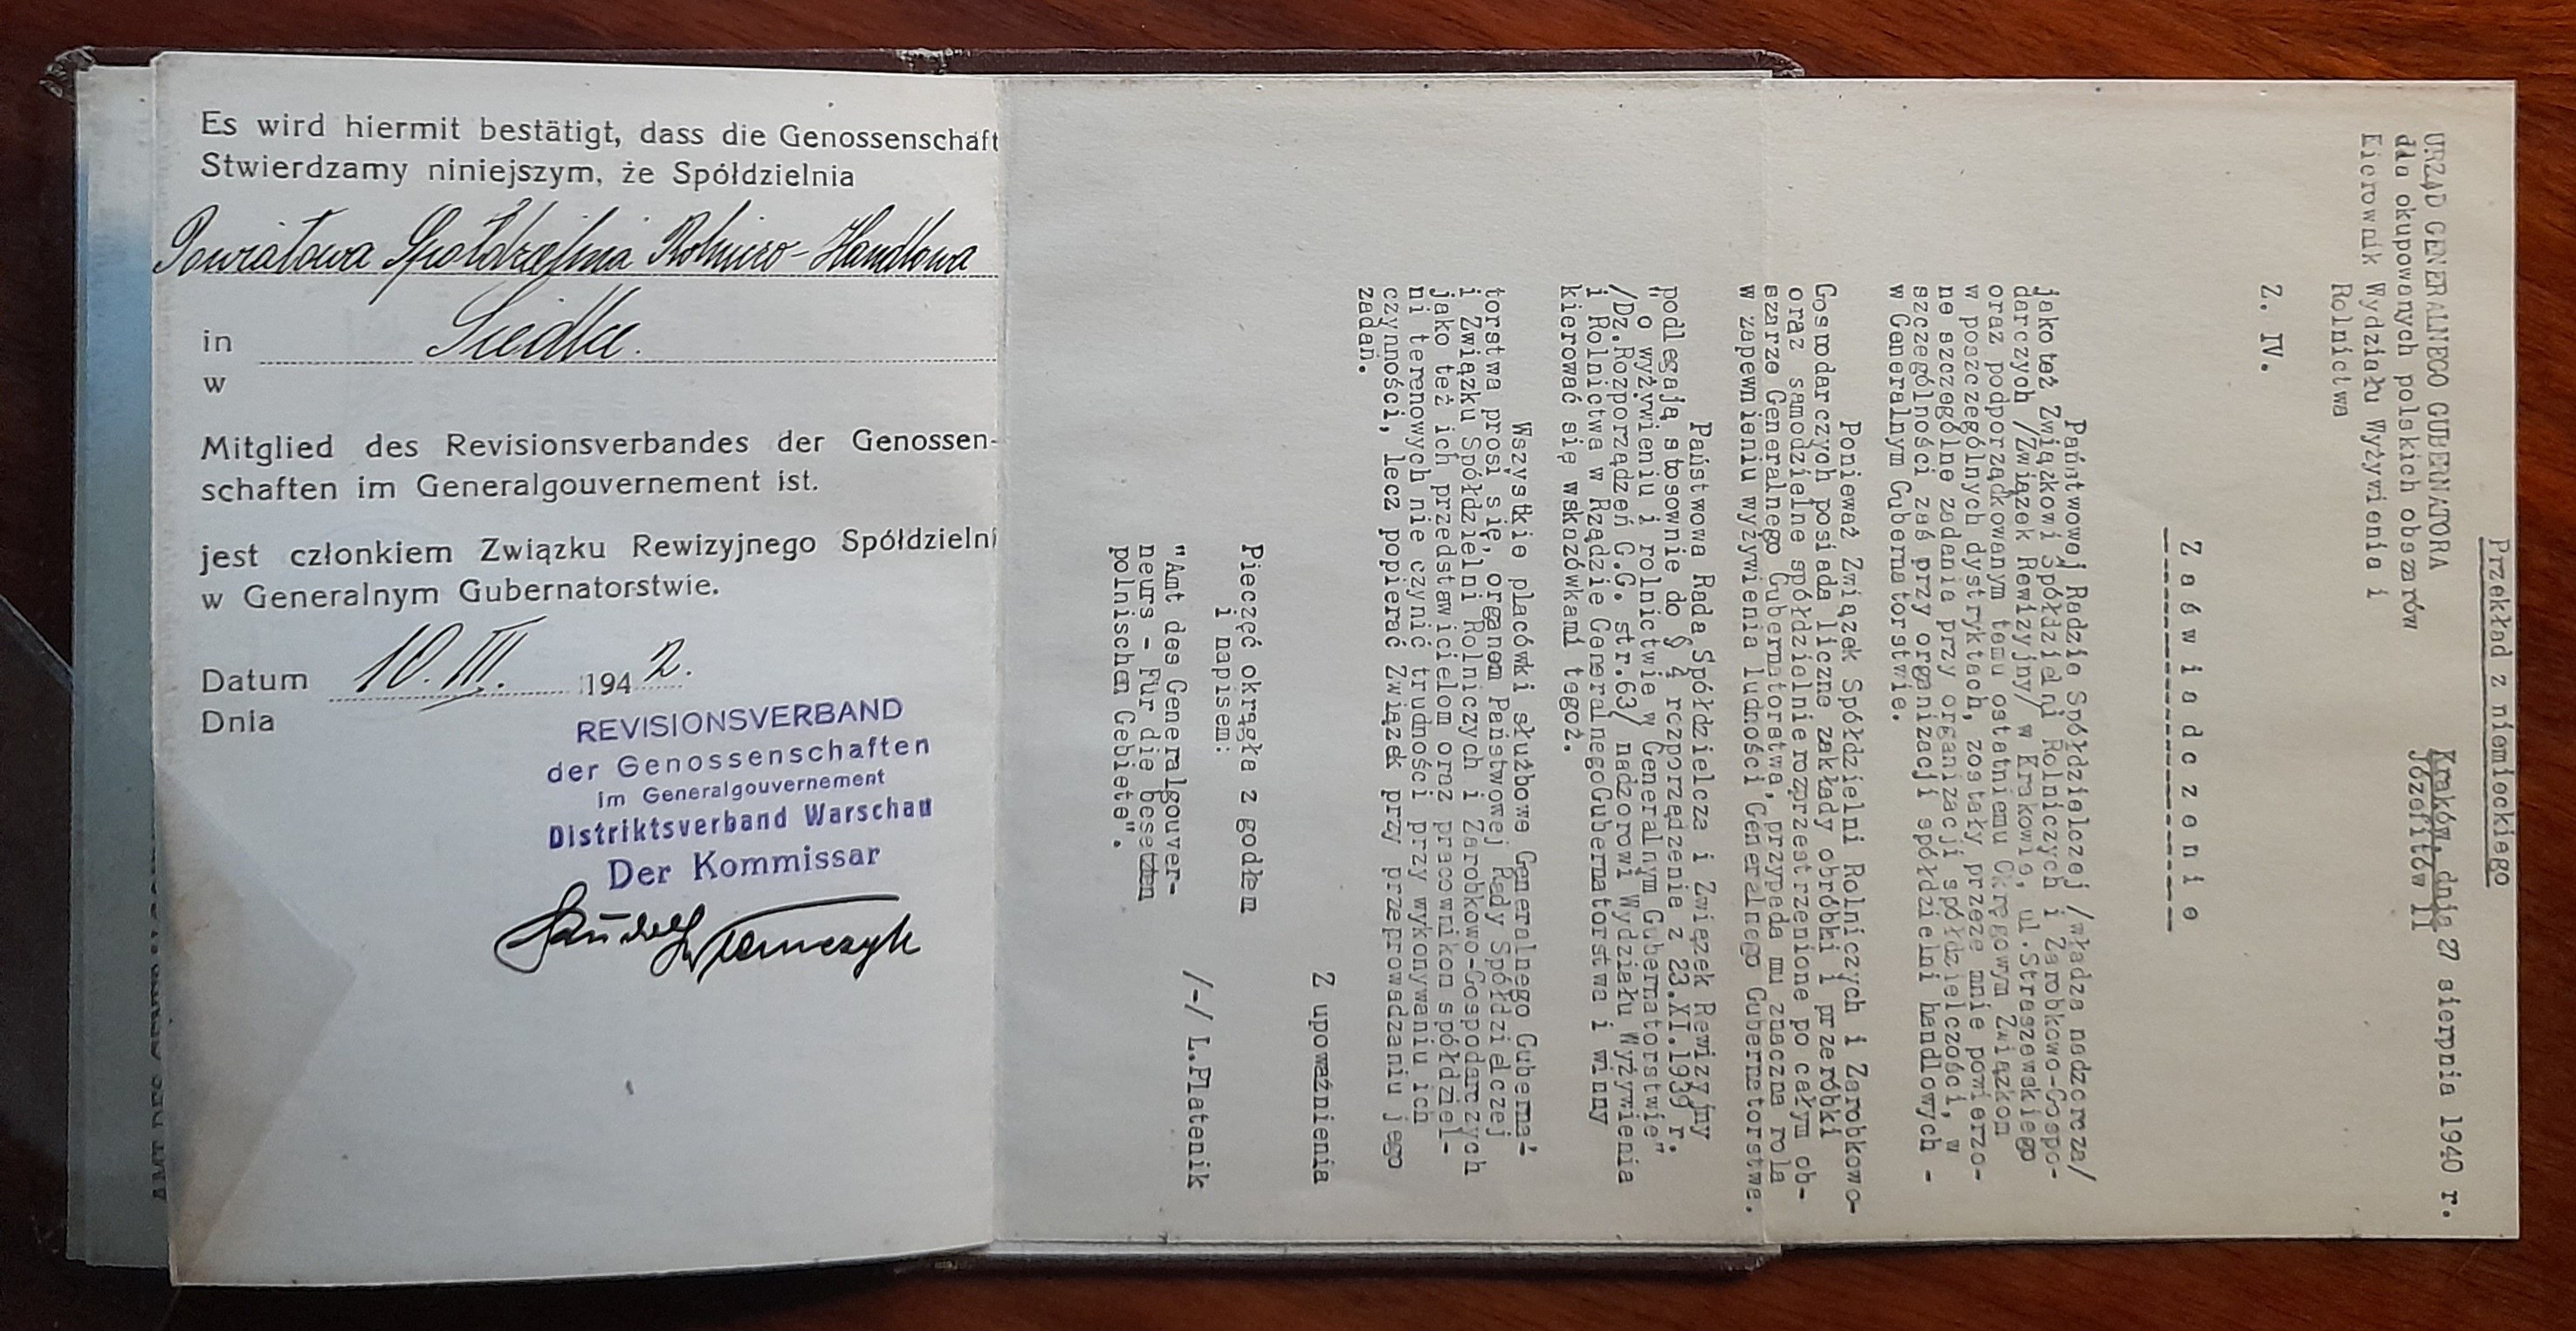 Es wird hiermit bestätigt, dass die Genossenschaft
Stwierdzamy niniejszym, że Spółdzielnia
Powiatowa Spółdzielnia Rolniczo-Handlowa
in Siedlce.
w
Mitglied des Revisionsverbandes der Genossen-
schaften im Generalgouvernement ist.
jest członkiem Związku Rewizyjnego Spółdzielni
w Generalnym Gubernatorstwie.
Datum 10.III. 1942.
Dnia
REVISIONSVERBAND
der Genossenschaften
im Generalgouvernement
Distriktsverband Warschau
Der Kommissar
Przekład z niemieckiego
URZĄD GENERALNEGO GUBERNATORA
dla okupowanych polskich obszarów
Kierownik Wydziału Wyżywienia i
Rolnictwa
Kraków, dnia 27 sierpnia 1940 r.
Józefitów 11
Z. IV.
Zaświadczenie
Państwowej Radzie Spółdzielczej /władza nadzorcza/
jako też Związkowi Spółdzielni Rolniczych i Zarobkowo-Gospo-
darczych /Związek Rewizyjny/ w Krakowie, ul.Straszewskiego
oraz podporządkowanym temu ostatniemu Okręgowym Związkom
w poszczególnych dystryktach, zostały przeze mnie powierzo-
ne szczególne zadania przy organizacji spółdzielczości, w
szczególności zaś przy organizacji spółdzielni handlowych -
w Generalnym Gubernatorstwie.
Ponieważ Związek Spółdzielni Rolniczych i Zarobkowo-
Gospodarczych posiada liczne zakłady obróbki i przeróbki
oraz samodzielne spółdzielnie rozprzestrzenione po całym ob-
szarze Generalnego Gubernatorstwa, przypada mu znaczna rola
w zapewnieniu wyżywienia ludności Generalnego Gubernatorstwa.
Państwowa Rada Spółdzielcza i Związek Rewizyjny
podlegają stosownie do § 4 rczporządzenia z 23.XI.1939 r.
"o wyżywieniu i rolnictwie w Generalnym Gubernatorstwie"
/Dz.Rozporządzeń G.G. str.63/ nadzorowi Wydziału Wyżywienia
i Rolnictwa w Rządzie GeneralnegoGubernatorstwa i winny
kierować się wskazówkami tegoż.
Wszystkie placówki służbowe Generalnego Guberna-
torstwa prosi się, organem Państwowej Rady Spółdzielczej
i Związku Spółdzielni Rolniczych i Zarobkowo-Gospodarczych
jako też ich przedstawicielom oraz pracownikom spółdziel-
ni terenowych nie czynić trudności przy wykonywaniu ich
czynności, lecz popierać Związek przy przeprowadzaniu jego
zadań.
Z upoważnienia
Pieczęć okrągła z godłem
i napisem:
/-/ L.Platenik
"Amt des Generalgouver-
neurs - Für die besetzten
polnischen Gebiete".